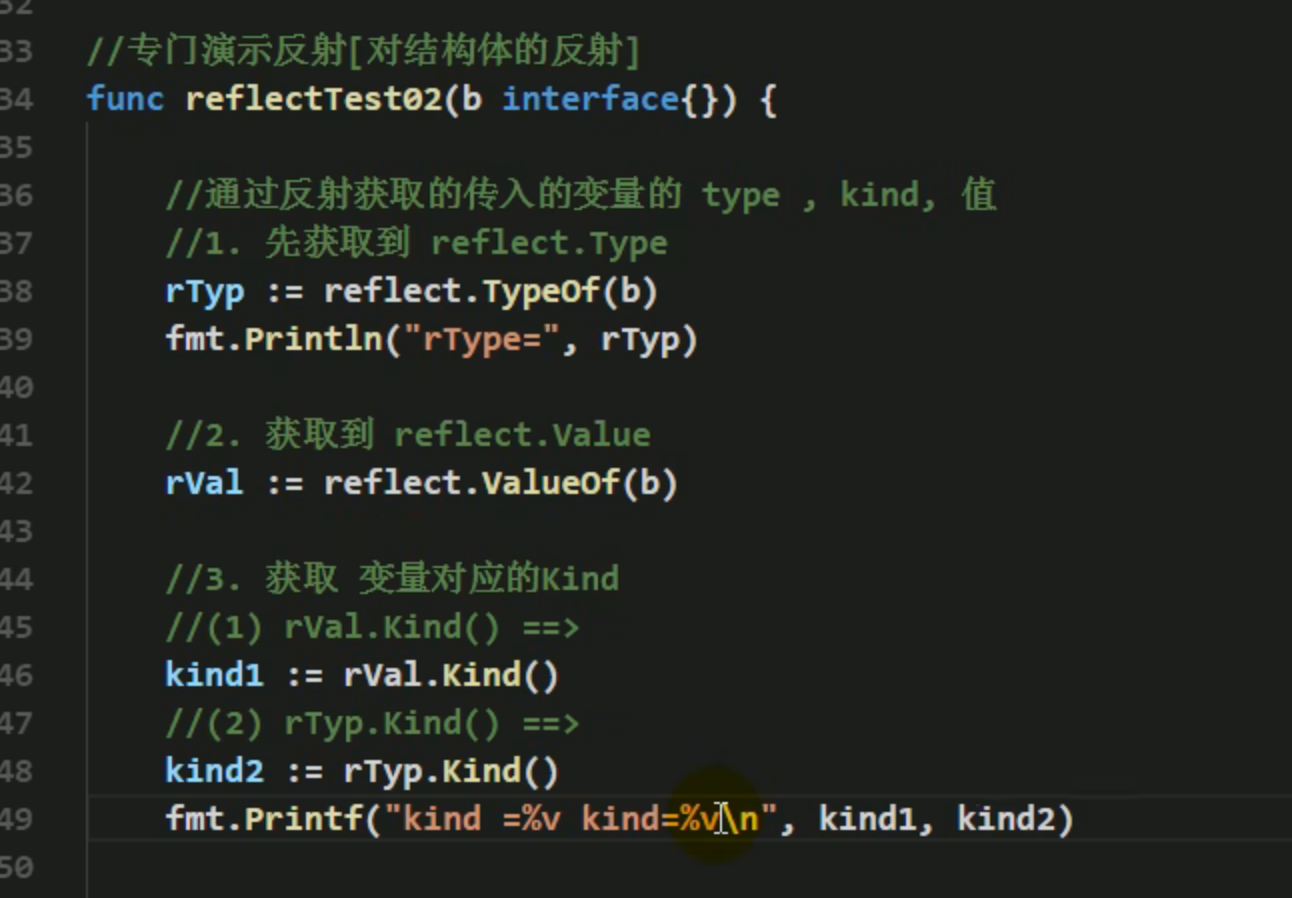 32
33 //专门演示反射[对结构体的反射]
34 func reflectTest02(b interface{}) {
35
36 //通过反射获取的传入的变量的 type , kind, 值
37 //1. 先获取到 reflect.Type
38 rTyp := reflect.TypeOf(b)
39 fmt.Println("rType=", rTyp)
40
41 //2. 获取到 reflect.Value
42 rVal := reflect.ValueOf(b)
43
44 //3. 获取 变量对应的Kind
45 //(1) rVal.Kind() ==>
46 kind1 := rVal.Kind()
47 //(2) rTyp.Kind() ==>
48 kind2 := rTyp.Kind()
49 fmt.Printf("kind =%v kind=%v\n", kind1, kind2)
50